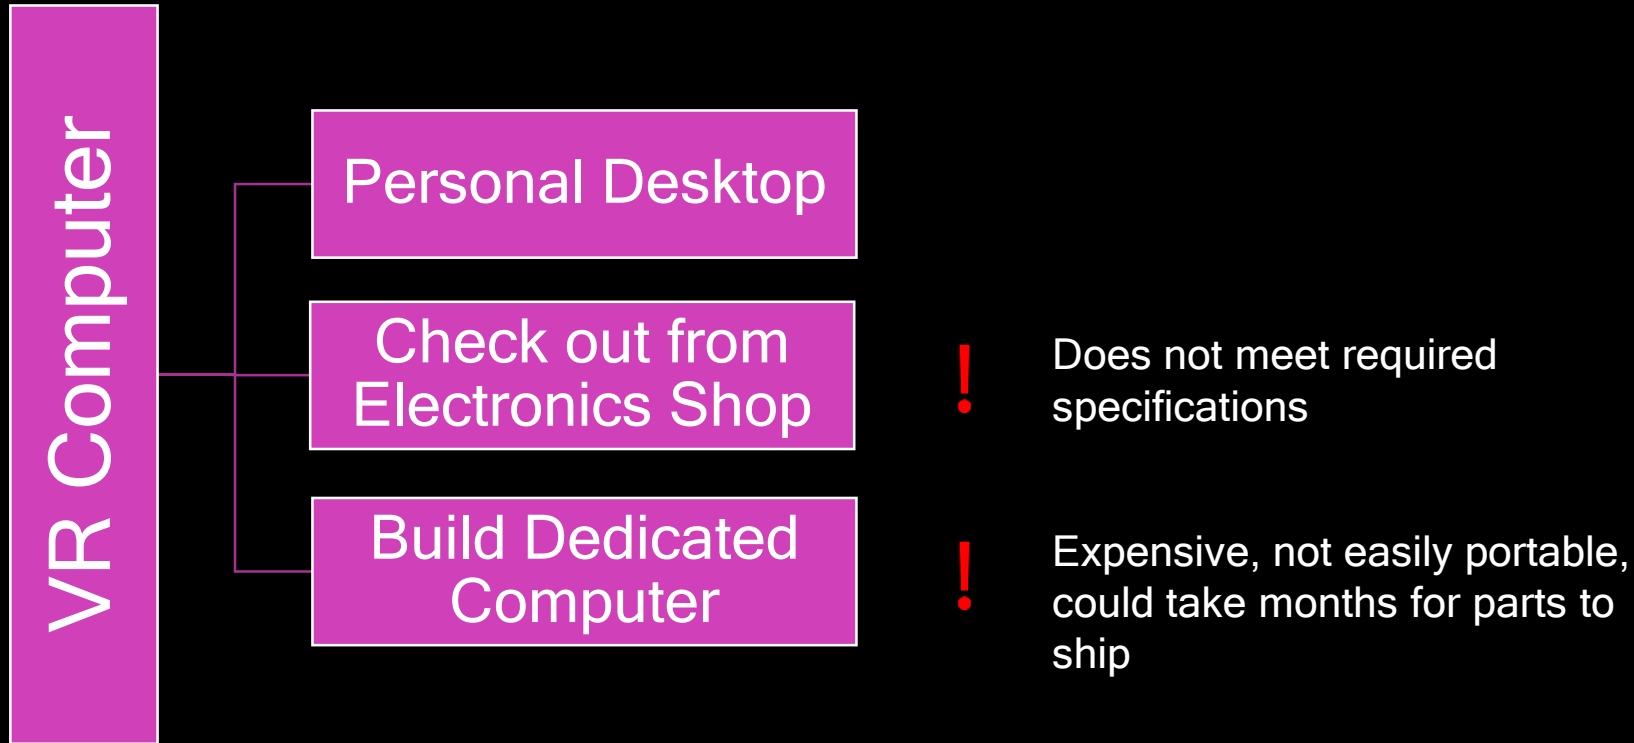 VR Computer
Personal Desktop
Check out from
Electronics Shop
! Does not meet required
specifications
Build Dedicated
Computer
! Expensive, not easily portable,
could take months for parts to
ship